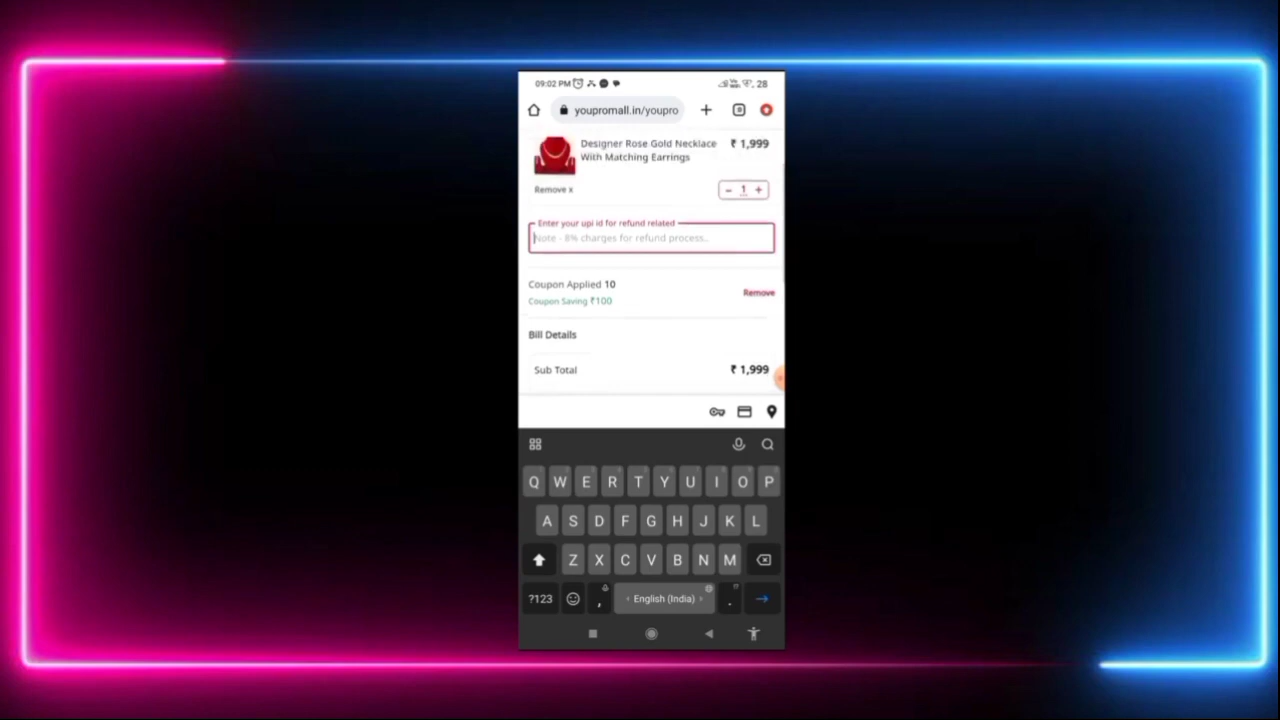 09:02 PM 28
youpromall.in/youpro
Designer Rose Gold Necklace ₹ 1,999
With Matching Earrings
Remove x – 1 +
Enter your upi id for refund related
Note - 8% charges for refund process..
Coupon Applied 10
Remove
Coupon Saving ₹100
Bill Details
Sub Total ₹ 1,999
Q W E R T Y U I O P
A S D F G H J K L
Z X C V B N M
?123 , English (India) .